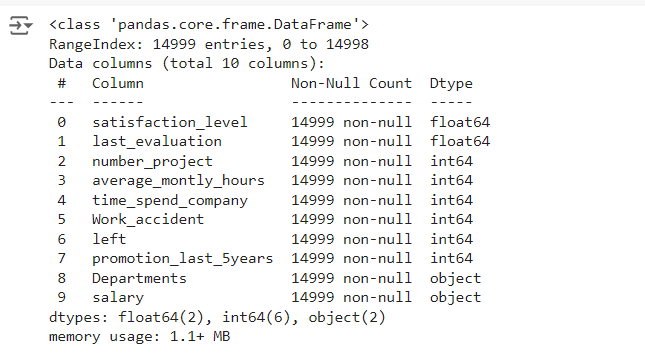 <class 'pandas.core.frame.DataFrame'>
RangeIndex: 14999 entries, 0 to 14998
Data columns (total 10 columns):
 #   Column                 Non-Null Count  Dtype
---  ------                 --------------  -----
 0   satisfaction_level     14999 non-null  float64
 1   last_evaluation        14999 non-null  float64
 2   number_project         14999 non-null  int64
 3   average_montly_hours   14999 non-null  int64
 4   time_spend_company     14999 non-null  int64
 5   Work_accident          14999 non-null  int64
 6   left                   14999 non-null  int64
 7   promotion_last_5years  14999 non-null  int64
 8   Departments            14999 non-null  object
 9   salary                 14999 non-null  object
dtypes: float64(2), int64(6), object(2)
memory usage: 1.1+ MB